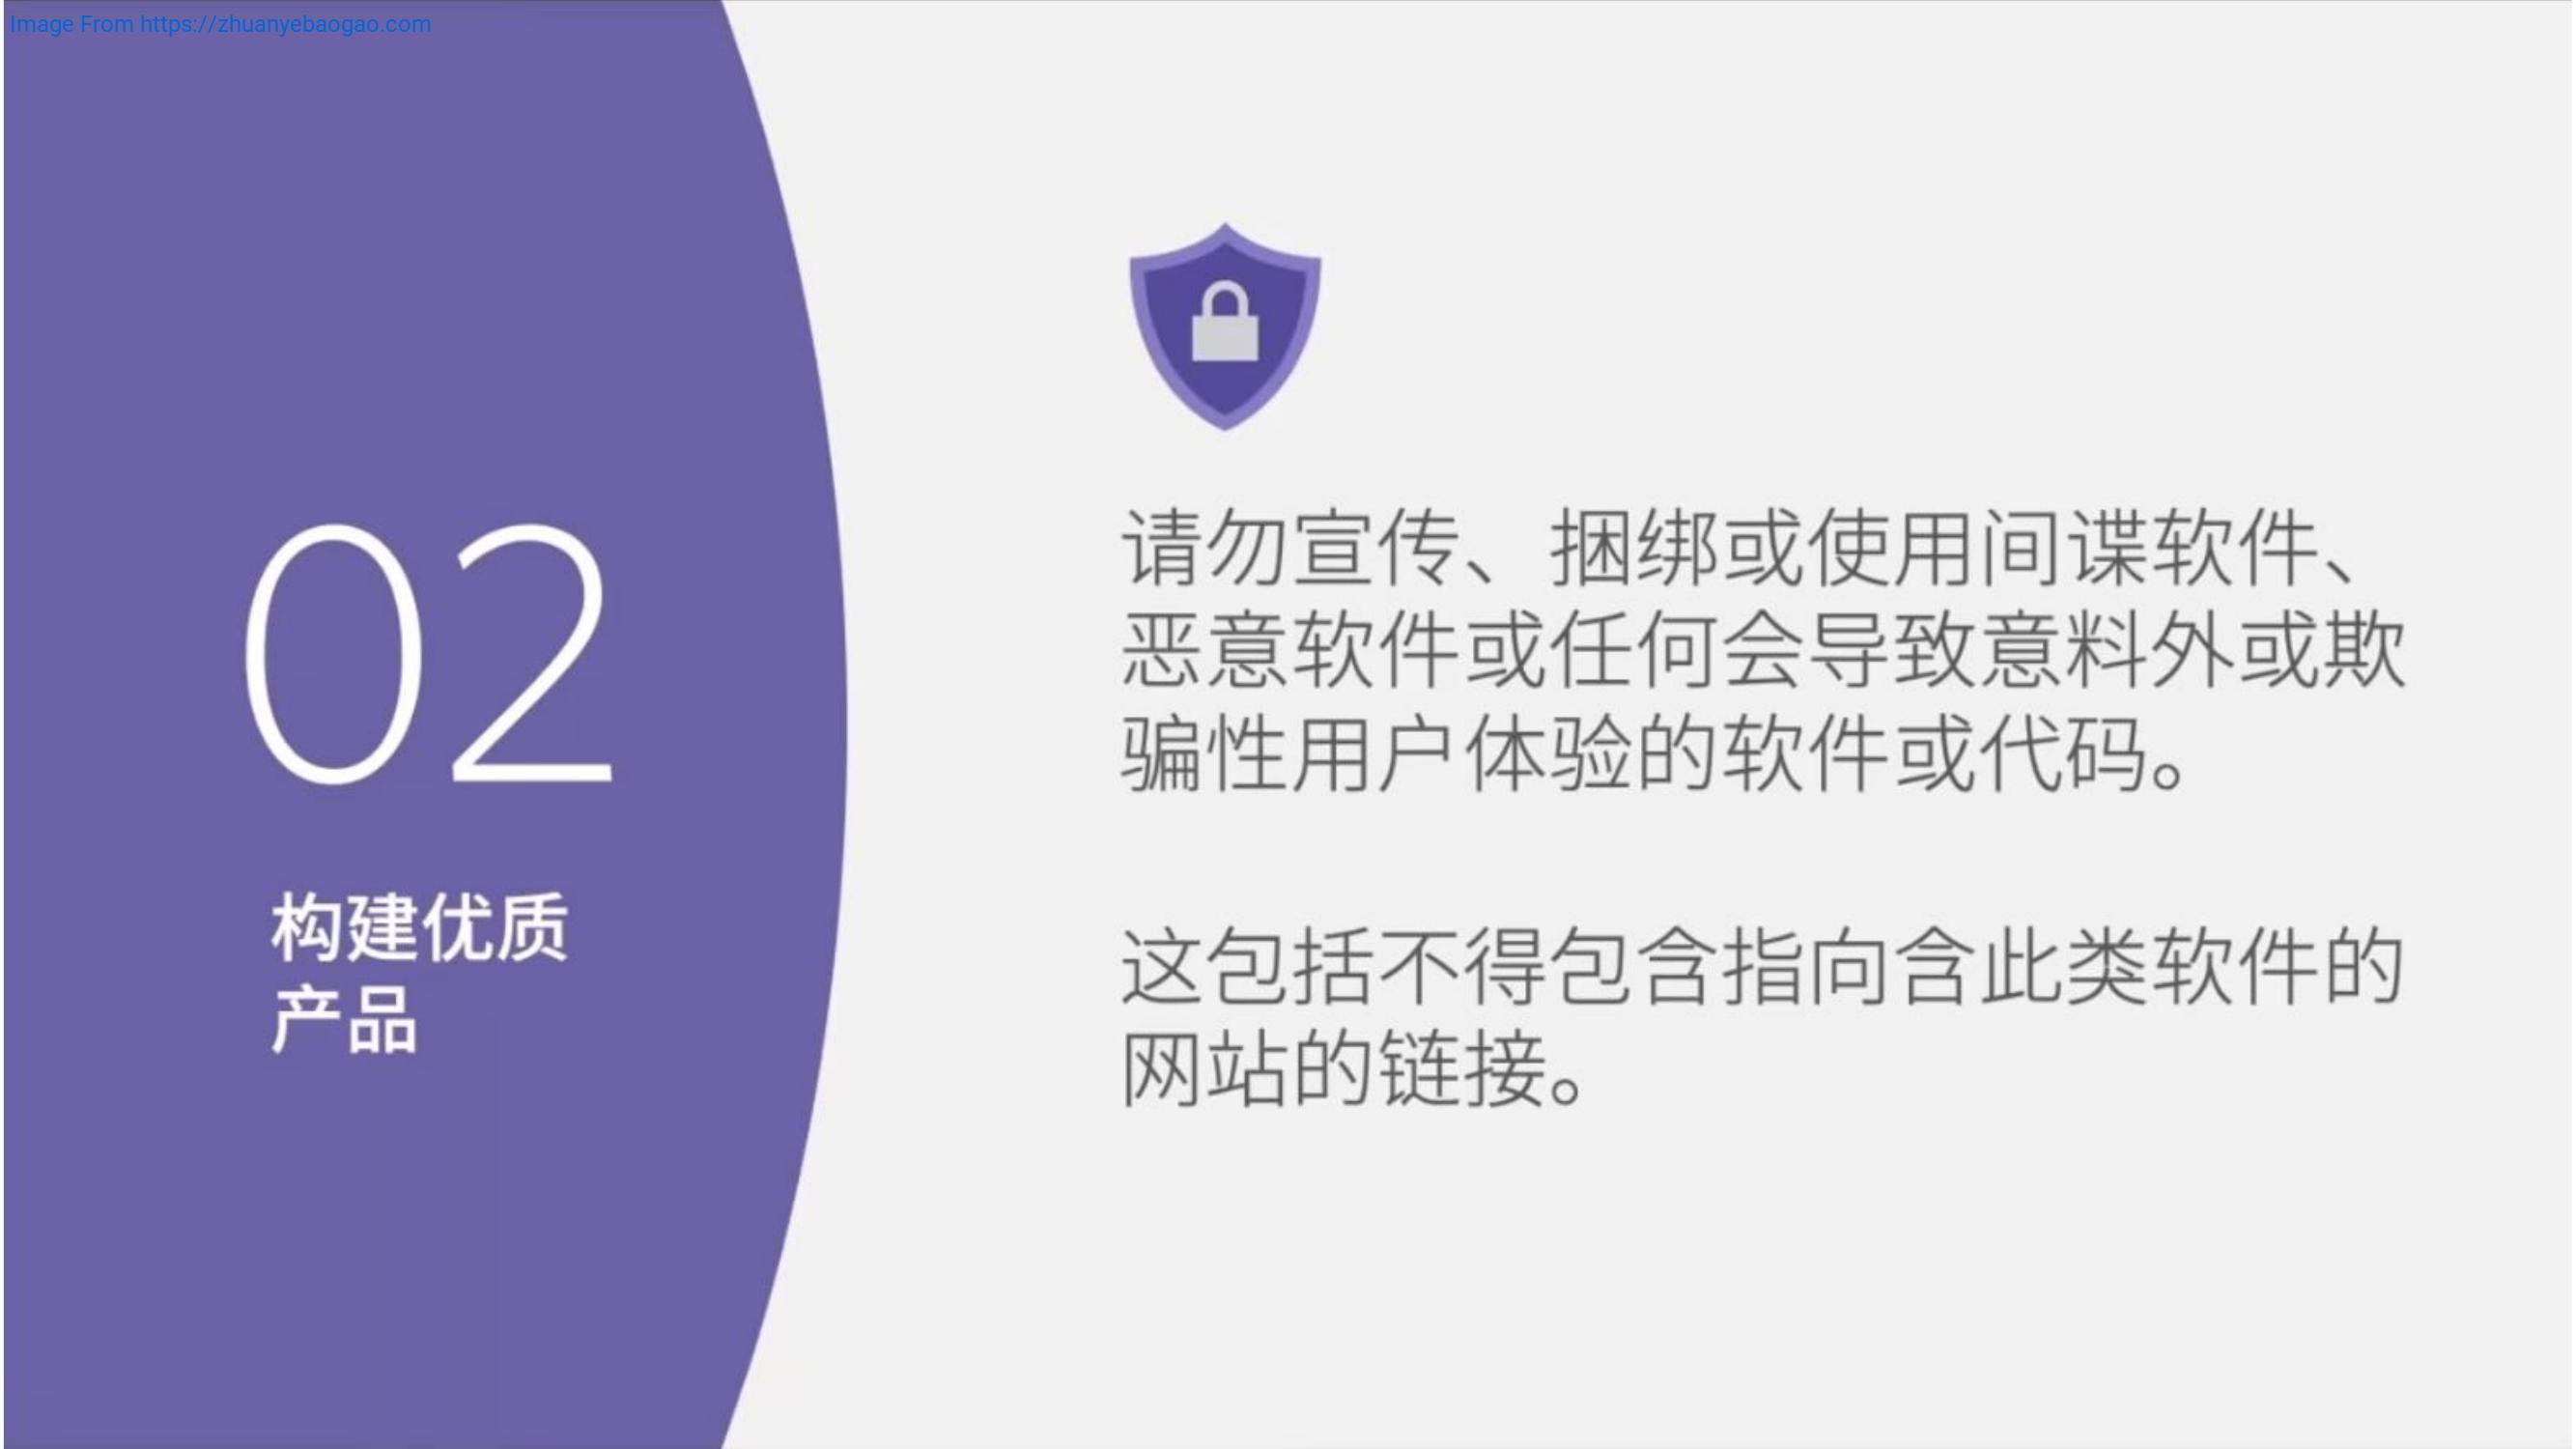 Image From https://zhuanyebaogao.com
02
构建优质
产品
请勿宣传、捆绑或使用间谍软件、
恶意软件或任何会导致意料外或欺
骗性用户体验的软件或代码。
这包括不得包含指向含此类软件的
网站的链接。